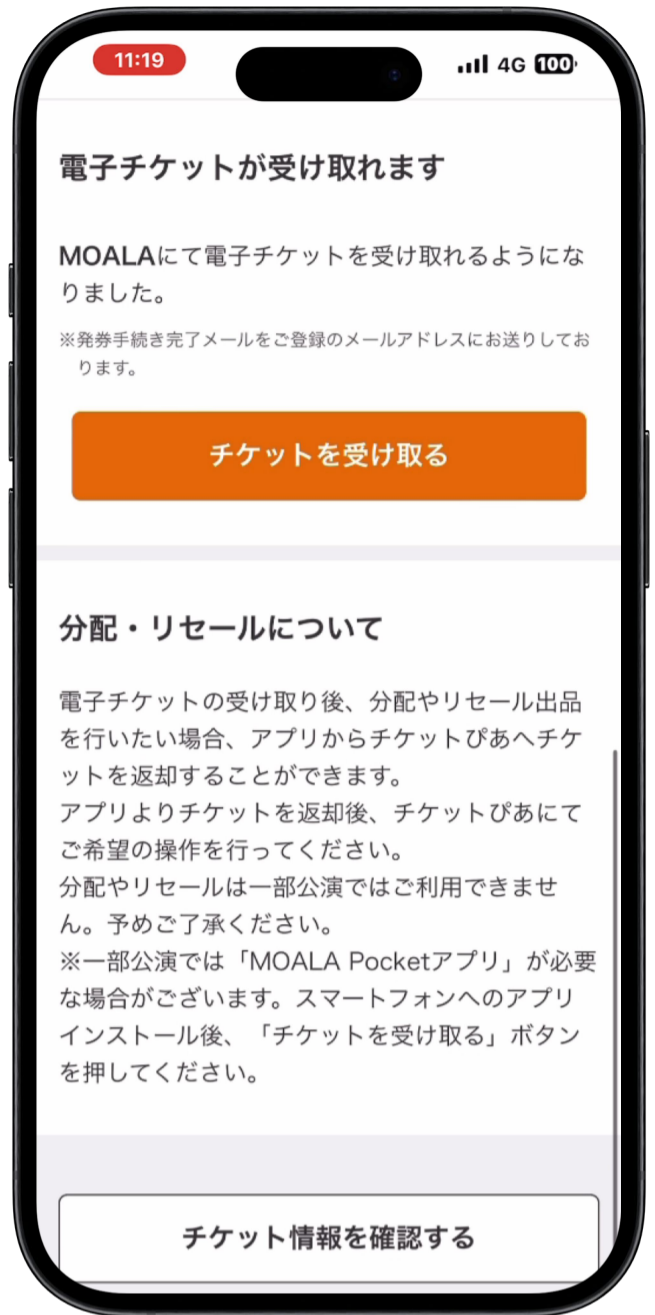 11:19
4G 100
電子チケットが受け取れます
MOALAにて電子チケットを受け取れるようにな
りました。
※発券手続き完了メールをご登録のメールアドレスにお送りしてお
ります。
チケットを受け取る
分配・リセールについて
電子チケットの受け取り後、分配やリセール出品
を行いたい場合、アプリからチケットぴあへチケ
ットを返却することができます。
アプリよりチケットを返却後、チケットぴあにて
ご希望の操作を行ってください。
分配やリセールは一部公演ではご利用できませ
ん。予めご了承ください。
※一部公演では「MOALA Pocketアプリ」が必要
な場合がございます。スマートフォンへのアプリ
インストール後、「チケットを受け取る」ボタン
を押してください。
チケット情報を確認する